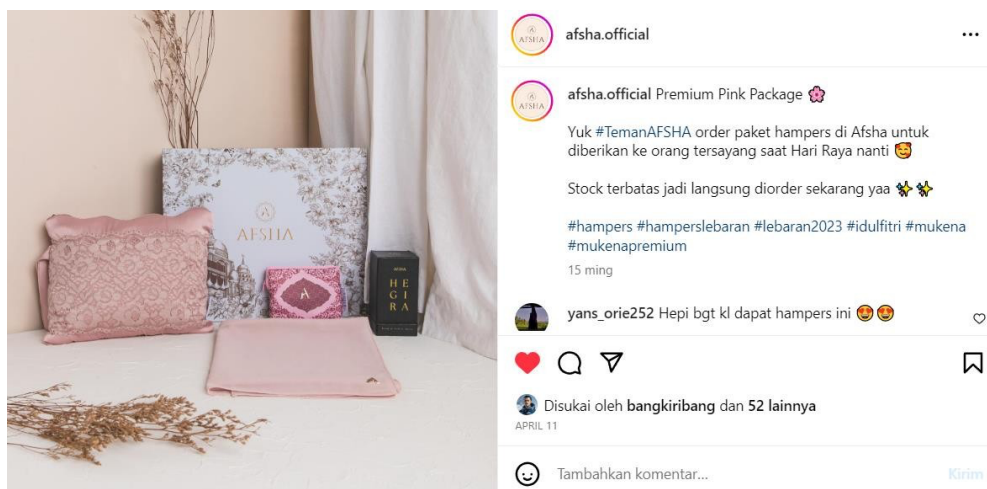 AFSHA
A
HE
GI
RA
AFSHA
afsha.official
AFSHA
afsha.official Premium Pink Package 🌸
Yuk #TemanAFSHA order paket hampers di Afsha untuk
diberikan ke orang tersayang saat Hari Raya nanti 🥰
Stock terbatas jadi langsung diorder sekarang yaa ✨✨
#hampers #hamperslebaran #lebaran2023 #idulfitri #mukena
#mukenapremium
15 ming
yans_orie252 Hepi bgt kl dapat hampers ini 😍😍
Disukai oleh bangkiribang dan 52 lainnya
APRIL 11
Tambahkan komentar...
Kirim